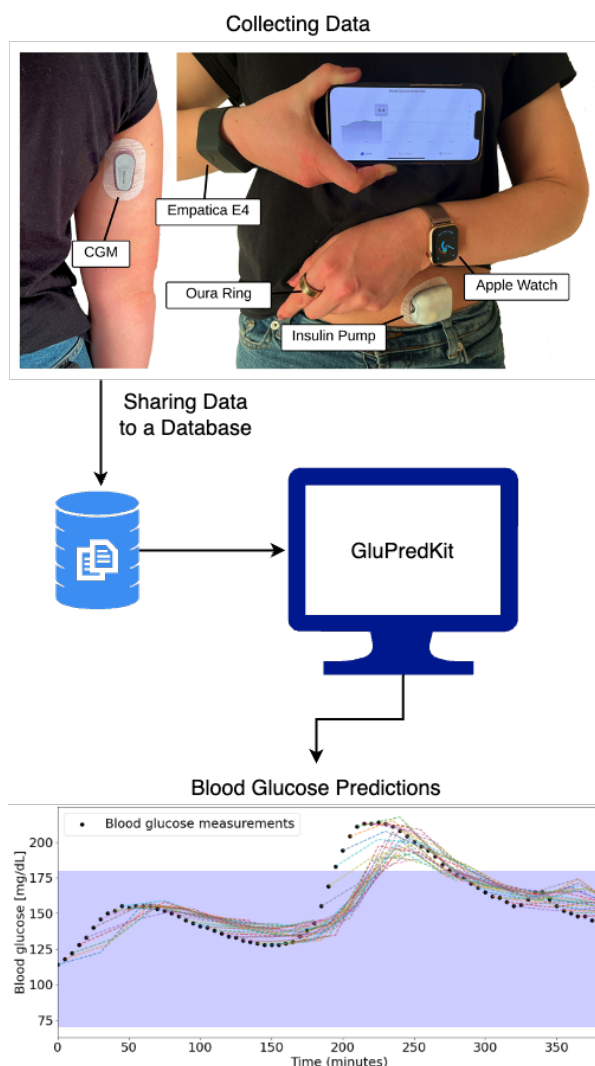 Collecting Data
Empatica E4
CGM
Oura Ring
Apple Watch
Insulin Pump
Sharing Data
to a Database
GluPredKit
Blood Glucose Predictions
Blood glucose measurements
Blood glucose [mg/dL]
200
175
150
125
100
75
0
50
100
150
200
250
300
350
Time (minutes)